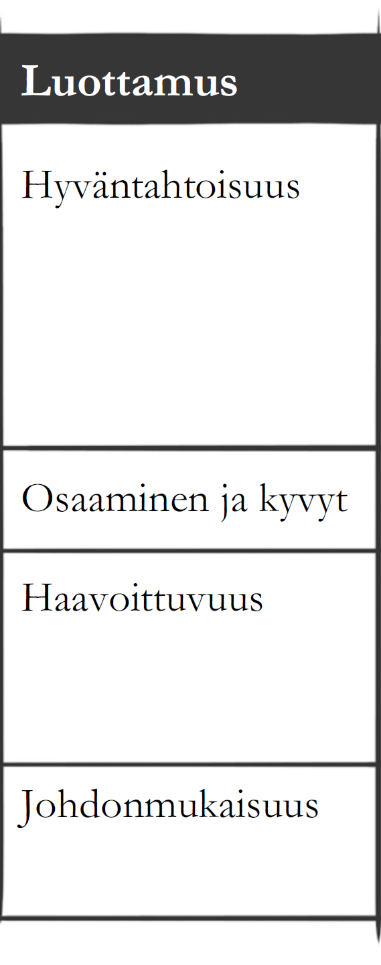 Luottamus
Hyväntahtoisuus
Osaaminen ja kyvyt
Haavoittuvuus
Johdonmukaisuus